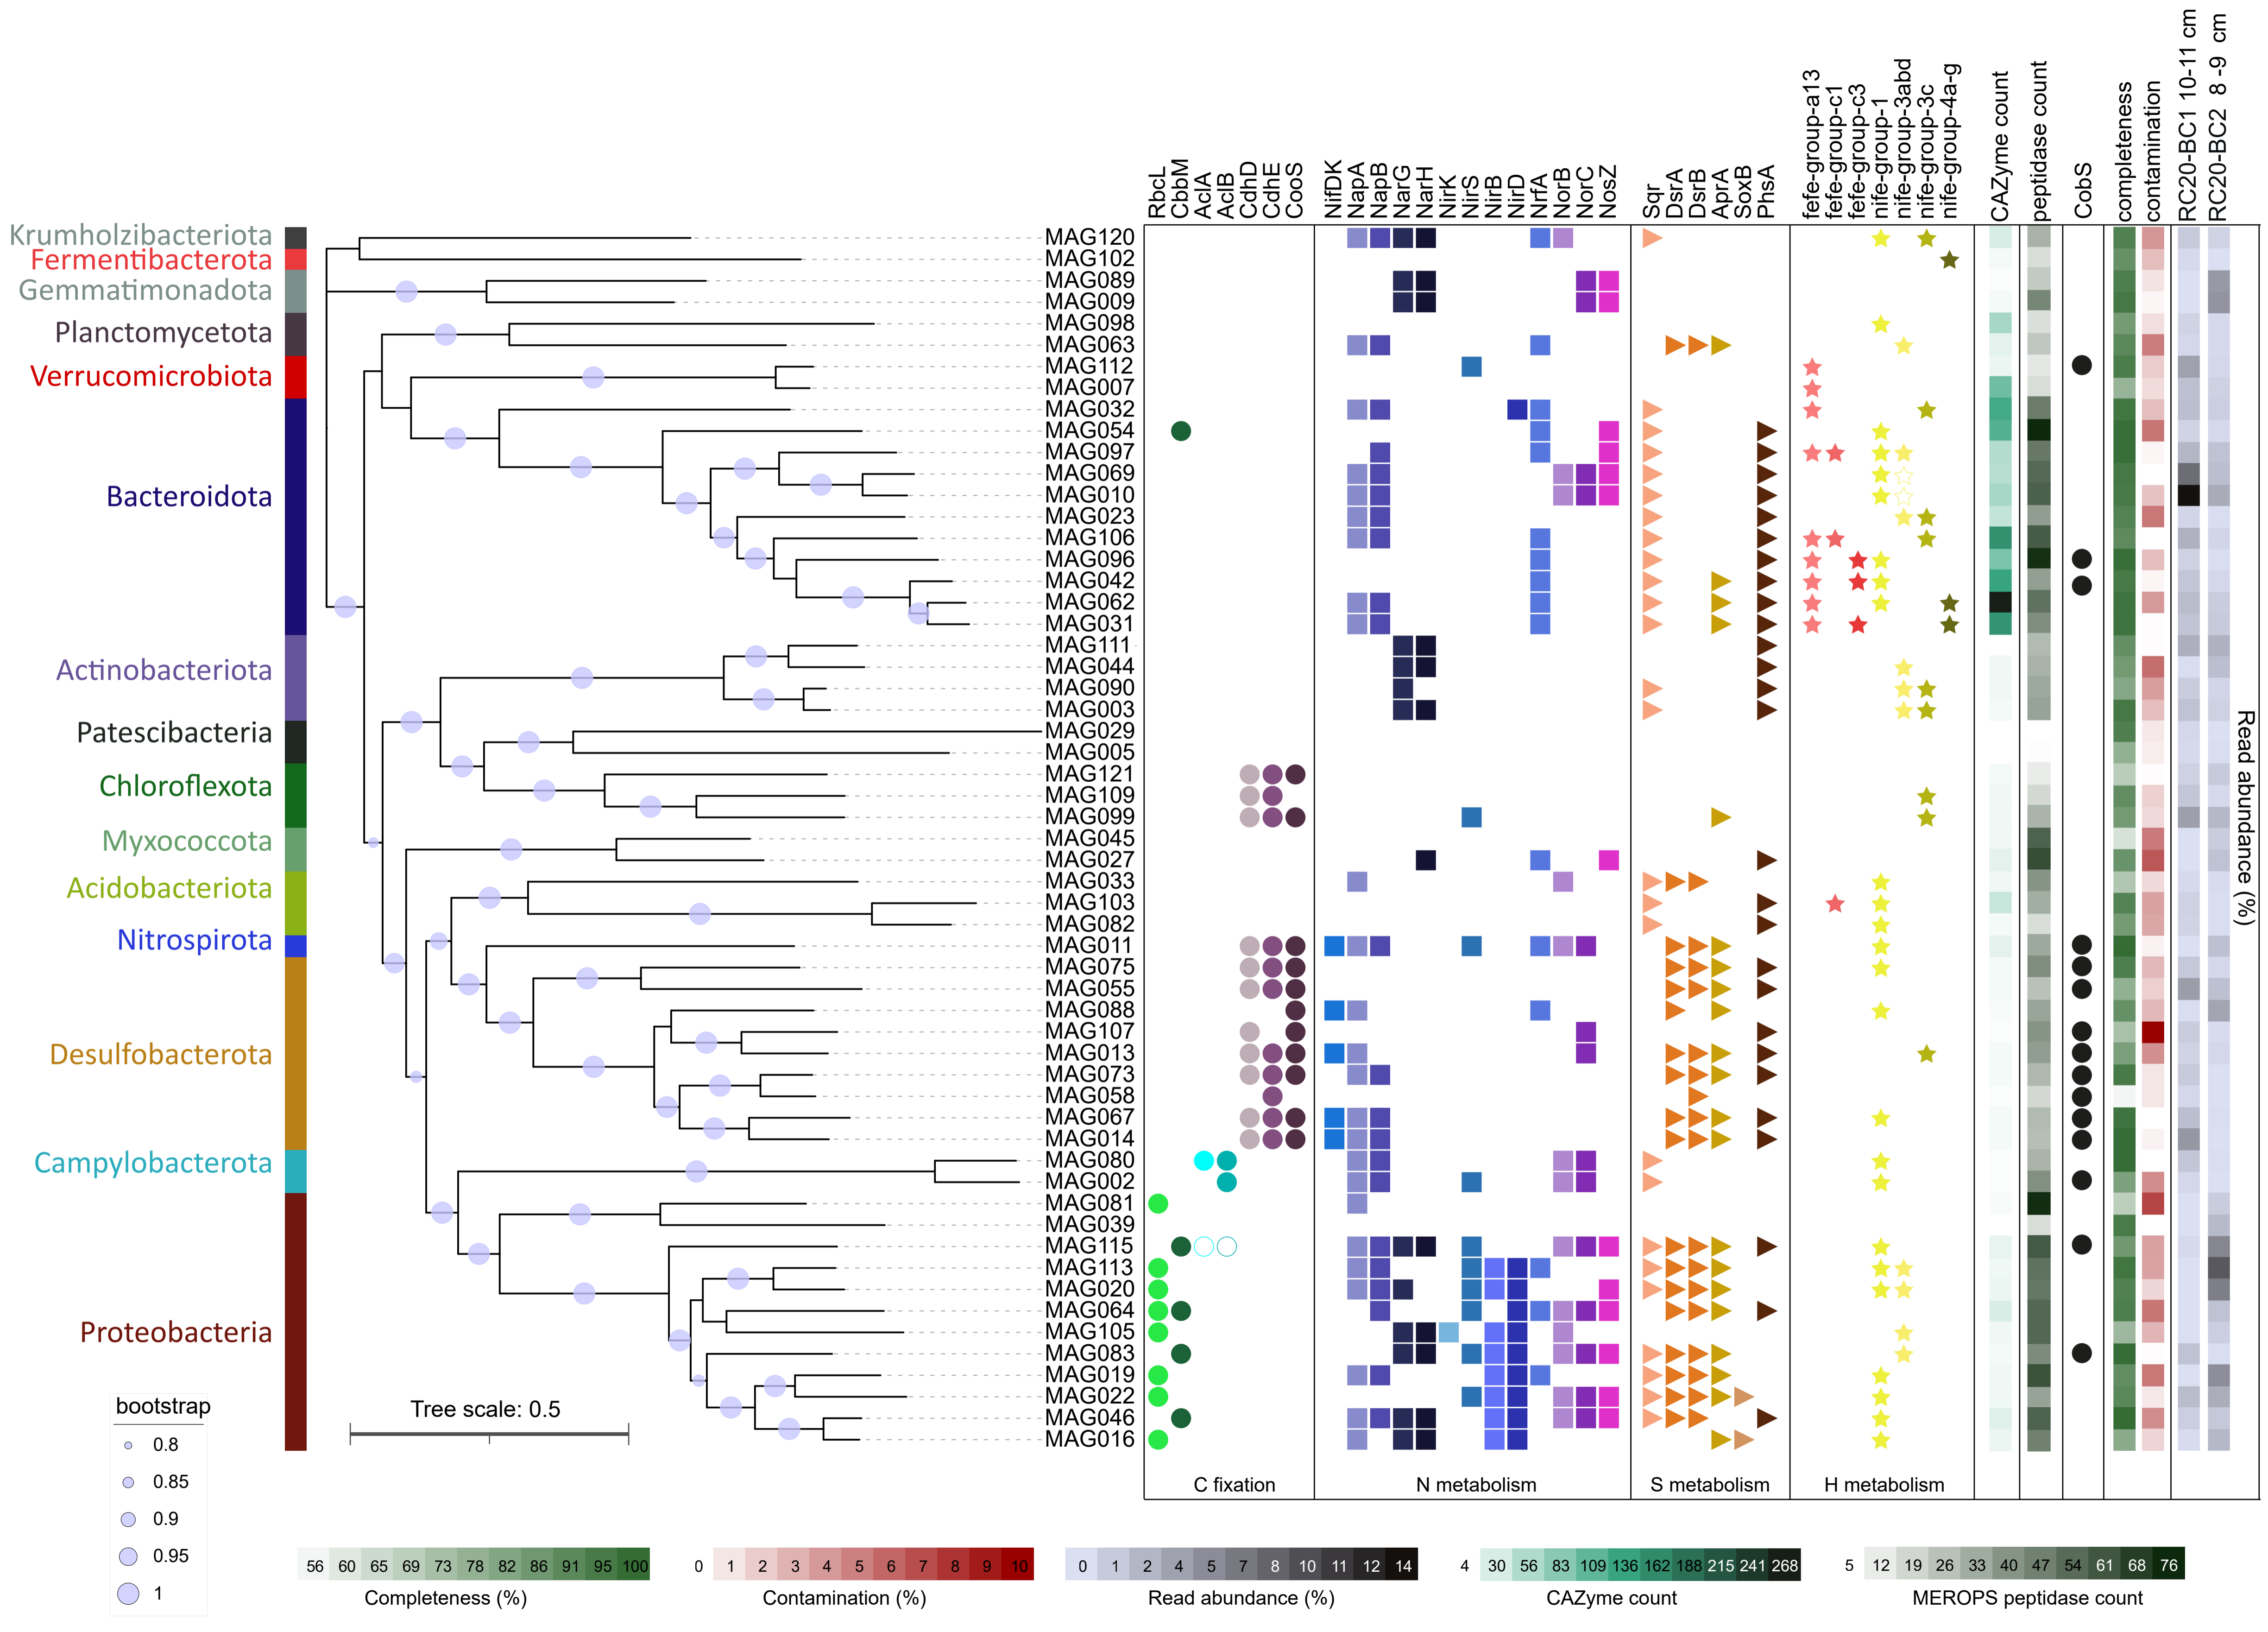 RbcL
CbbM
AclA
AclB
CdhD
CdhE
CooS
NifDK
NapA
NapB
NarG
NarH
NirK
NirS
NirB
NirD
NrfA
NorB
NorC
NosZ
Sqr
DsrA
DsrB
AprA
SoxB
PhsA
fefe-group-a13
fefe-group-c1
fefe-group-c3
nife-group-1
nife-group-3abd
nife-group-3c
nife-group-4a-g
CAZyme count
peptidase count
CobS
completeness
contamination
RC20-BC1 10-11 cm
RC20-BC2 8 -9 cm
Krumholzibacteriota
Fermentibacterota
Gemmatimonadota
Planctomycetota
Verrucomicrobiota
Bacteroidota
Actinobacteriota
Patescibacteria
Chloroflexota
Myxococcota
Acidobacteriota
Nitrospirota
Desulfobacterota
Campylobacterota
Proteobacteria
MAG120
MAG102
MAG089
MAG009
MAG098
MAG063
MAG112
MAG007
MAG032
MAG054
MAG097
MAG069
MAG010
MAG023
MAG106
MAG096
MAG042
MAG062
MAG031
MAG111
MAG044
MAG090
MAG003
MAG029
MAG005
MAG121
MAG109
MAG099
MAG045
MAG027
MAG033
MAG103
MAG082
MAG011
MAG075
MAG055
MAG088
MAG107
MAG013
MAG073
MAG058
MAG067
MAG014
MAG080
MAG002
MAG081
MAG039
MAG115
MAG113
MAG020
MAG064
MAG105
MAG083
MAG019
MAG022
MAG046
MAG016
Read abundance (%)
Tree scale: 0.5
C fixation
N metabolism
S metabolism
H metabolism
bootstrap
0.8
0.85
0.9
0.95
1
56 60 65 69 73 78 82 86 91 95 100
Completeness (%)
0 1 2 3 4 5 6 7 8 9 10
Contamination (%)
0 1 2 4 5 7 8 10 11 12 14
Read abundance (%)
4 30 56 83 109 136 162 188 215 241 268
CAZyme count
5 12 19 26 33 40 47 54 61 68 76
MEROPS peptidase count